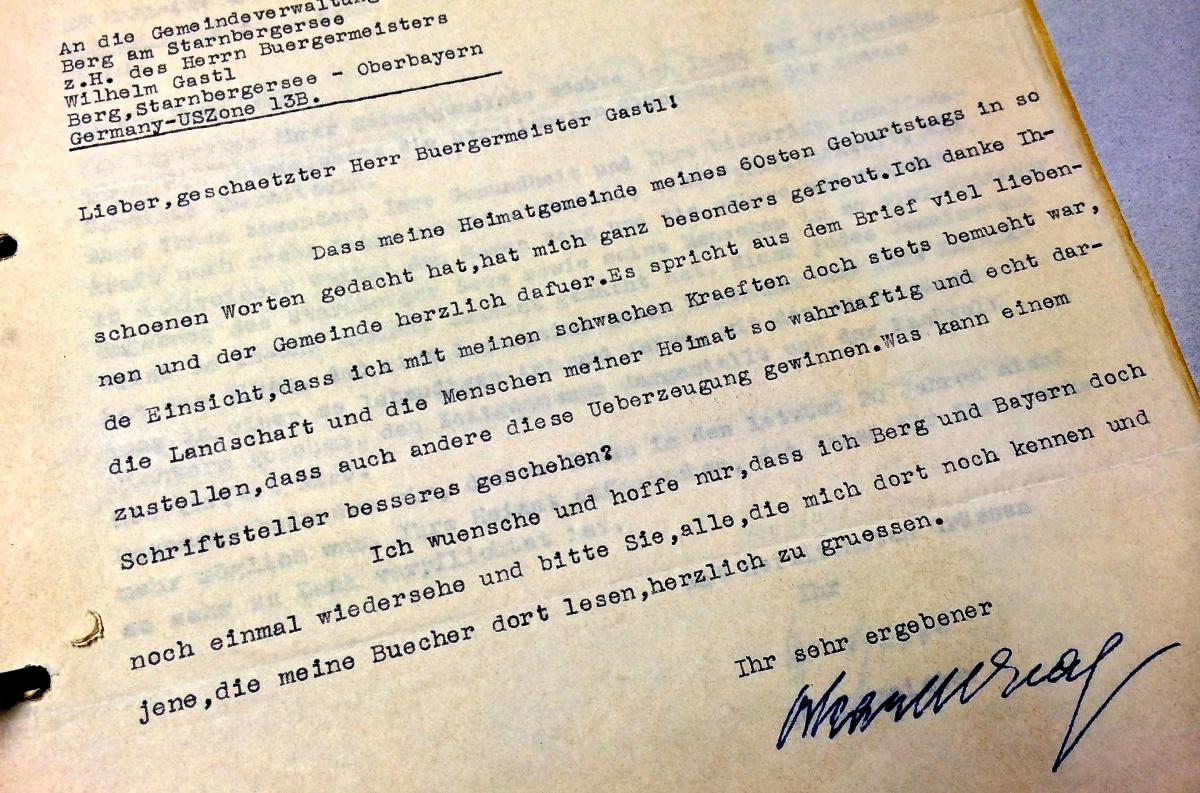 An die Gemeindeverwaltung
Berg am Starnbergersee
z.H. des Herrn Buergermeisters
Wilhelm Gastl
Berg,Starnbergersee - Oberbayern
Germany-USZone 13B.
Lieber,geschaetzter Herr Buergermeister Gastl!
Dass meine Heimatgemeinde meines 60sten Geburtstags in so
schoenen Worten gedacht hat,hat mich ganz besonders gefreut.Ich danke Ih-
nen und der Gemeinde herzlich dafuer.Es spricht aus dem Brief viel lieben-
de Einsicht,dass ich mit meinen schwachen Kraeften doch stets bemueht war,
die Landschaft und die Menschen meiner Heimat so wahrhaftig und echt dar-
zustellen,dass auch andere diese Ueberzeugung gewinnen.Was kann einem
Schriftsteller besseres geschehen?
Ich wuensche und hoffe nur,dass ich Berg und Bayern doch
noch einmal wiedersehe und bitte Sie,alle,die mich dort noch kennen und
jene,die meine Buecher dort lesen,herzlich zu gruessen.
Ihr sehr ergebener
Oskar Maria Graf